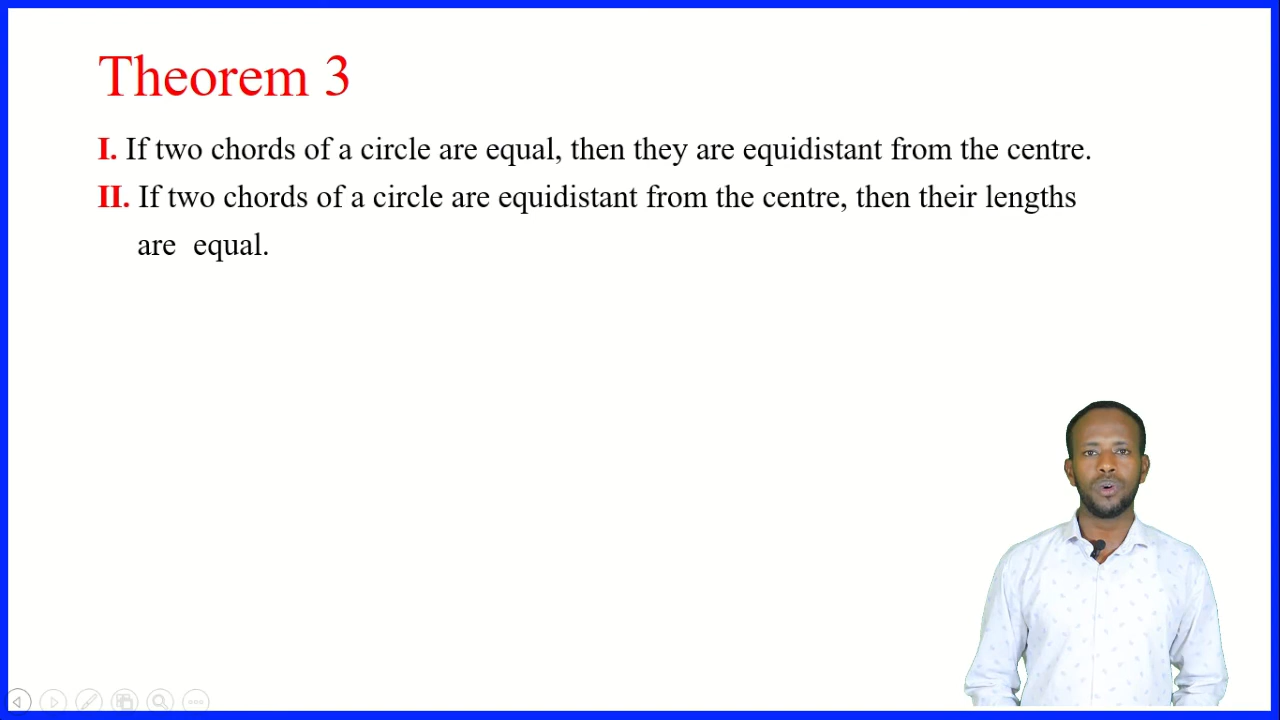 Theorem 3
I. If two chords of a circle are equal, then they are equidistant from the centre.
II. If two chords of a circle are equidistant from the centre, then their lengths
are equal.